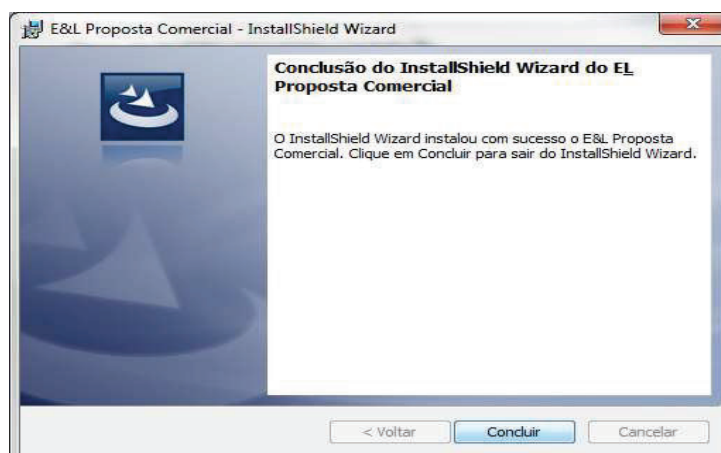 E&L Proposta Comercial - InstallShield Wizard
Conclusão do InstallShield Wizard do EL
Proposta Comercial
O InstallShield Wizard instalou com sucesso o E&L Proposta
Comercial. Clique em Concluir para sair do InstallShield Wizard.
< Voltar
Concluir
Cancelar